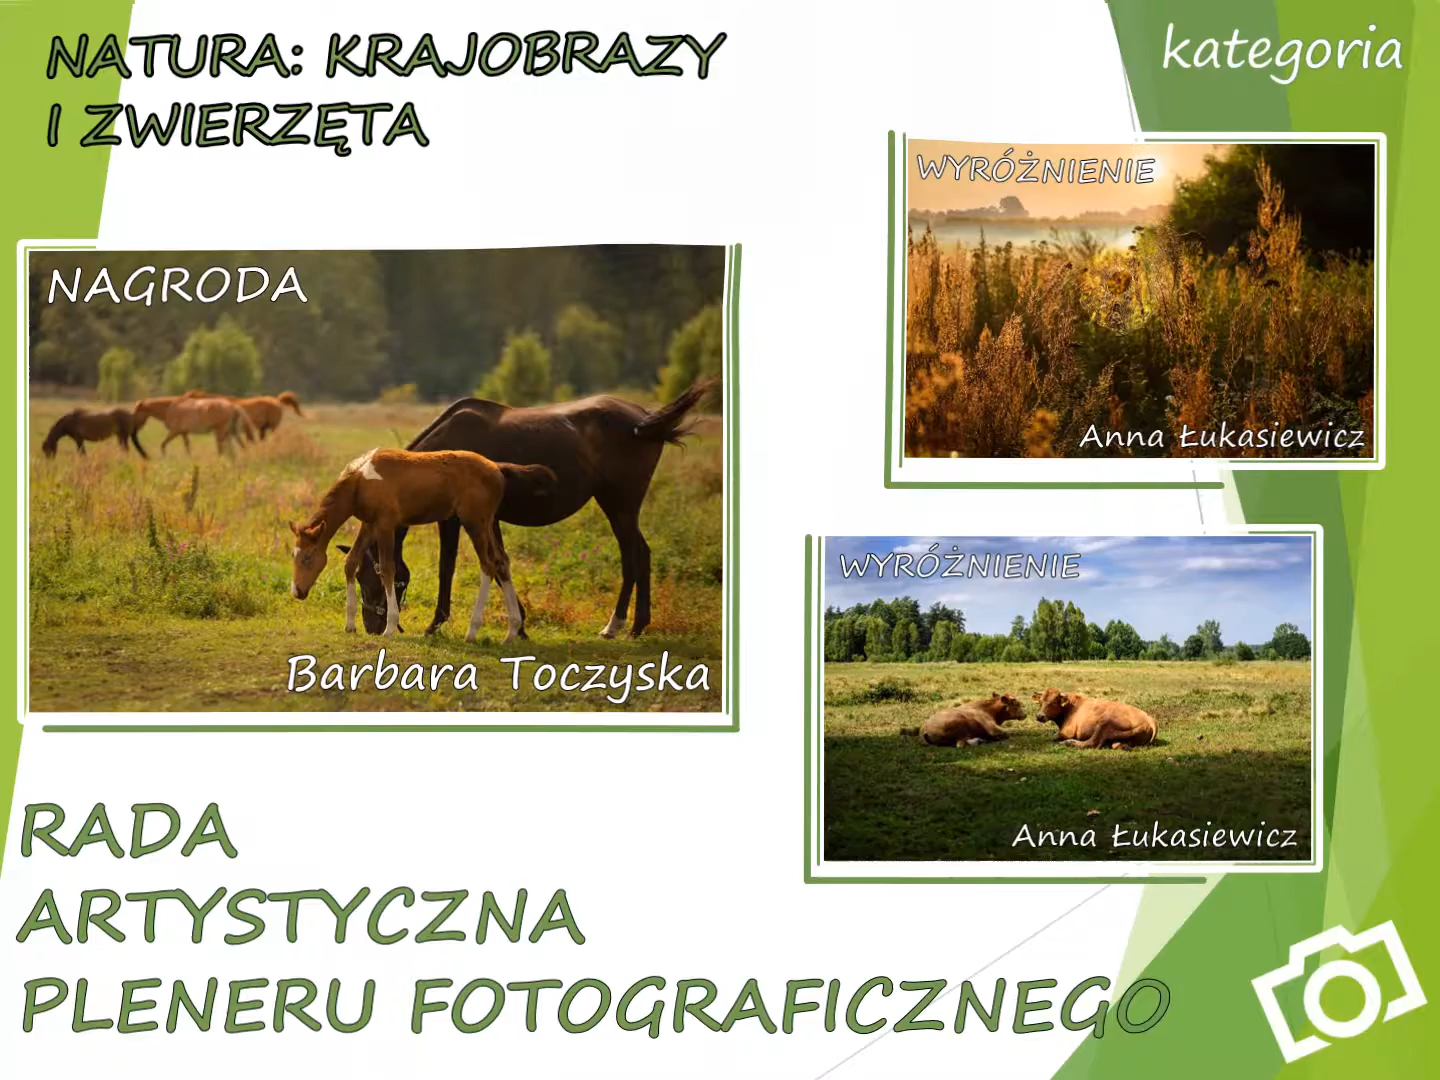 NATURA: KRAJOBRAZY
I ZWIERZĘTA
kategoria
NAGRODA
Barbara Toczyska
WYRÓŻNIENIE
Anna Łukasiewicz
WYRÓŻNIENIE
Anna Łukasiewicz
RADA
ARTYSTYCZNA
PLENERU FOTOGRAFICZNEGO